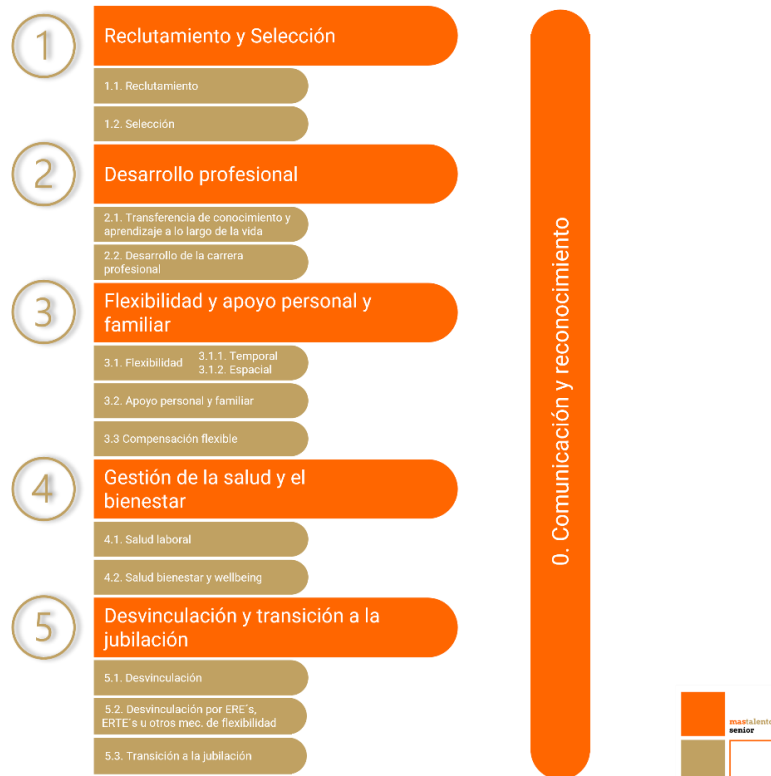 1
Reclutamiento y Selección
1.1. Reclutamiento
1.2. Selección
2
Desarrollo profesional
2.1. Transferencia de conocimiento y
aprendizaje a lo largo de la vida
2.2. Desarrollo de la carrera
profesional
3
Flexibilidad y apoyo personal y
familiar
3.1. Flexibilidad
3.1.1. Temporal
3.1.2. Espacial
3.2. Apoyo personal y familiar
3.3 Compensación flexible
4
Gestión de la salud y el
bienestar
4.1. Salud laboral
4.2. Salud bienestar y wellbeing
5
Desvinculación y transición a la
jubilación
5.1. Desvinculación
5.2. Desvinculación por ERE´s,
ERTE´s u otros mec. de flexibilidad
5.3. Transición a la jubilación
0. Comunicación y reconocimiento
mastalento
senior